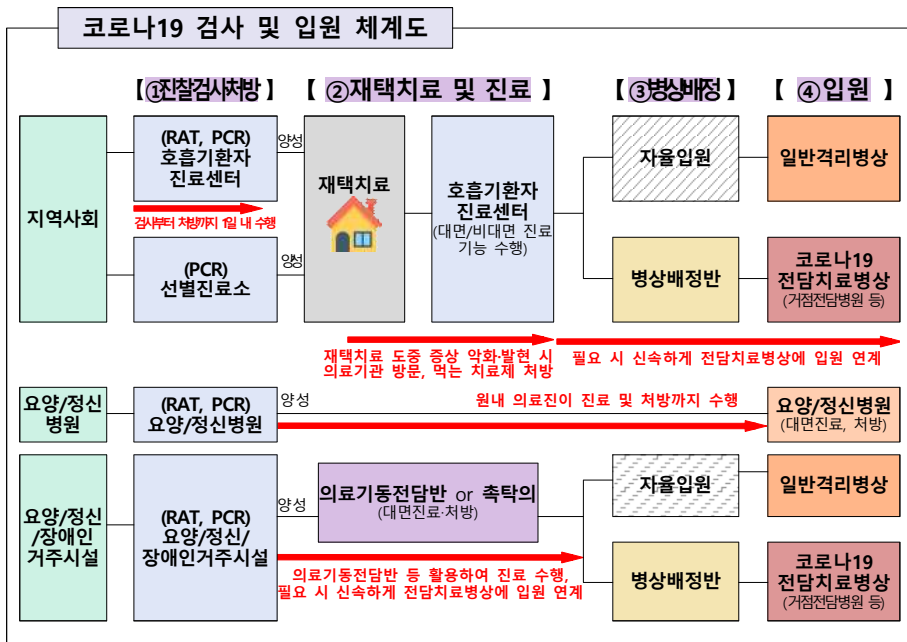 코로나19 검사 및 입원 체계도
【 ①진찰검사처방 】
【 ②재택치료 및 진료 】
【 ③병상배정 】
【 ④입원 】
지역사회
(RAT, PCR)
호흡기환자
진료센터
양성
검사부터 처방까지 1일 내 수행
(PCR)
선별진료소
양성
재택치료
호흡기환자
진료센터
(대면/비대면 진료
기능 수행)
자율입원
일반격리병상
병상배정반
코로나19
전담치료병상
(거점전담병원 등)
재택치료 도중 증상 악화·발현 시
의료기관 방문, 먹는 치료제 처방
필요 시 신속하게 전담치료병상에 입원 연계
요양/정신
병원
(RAT, PCR)
요양/정신병원
양성
원내 의료진이 진료 및 처방까지 수행
요양/정신병원
(대면진료, 처방)
요양/정신
/장애인
거주시설
(RAT, PCR)
요양/정신/
장애인거주시설
양성
의료기동전담반 or 촉탁의
(대면진료·처방)
의료기동전담반 등 활용하여 진료 수행,
필요 시 신속하게 전담치료병상에 입원 연계
자율입원
일반격리병상
병상배정반
코로나19
전담치료병상
(거점전담병원 등)